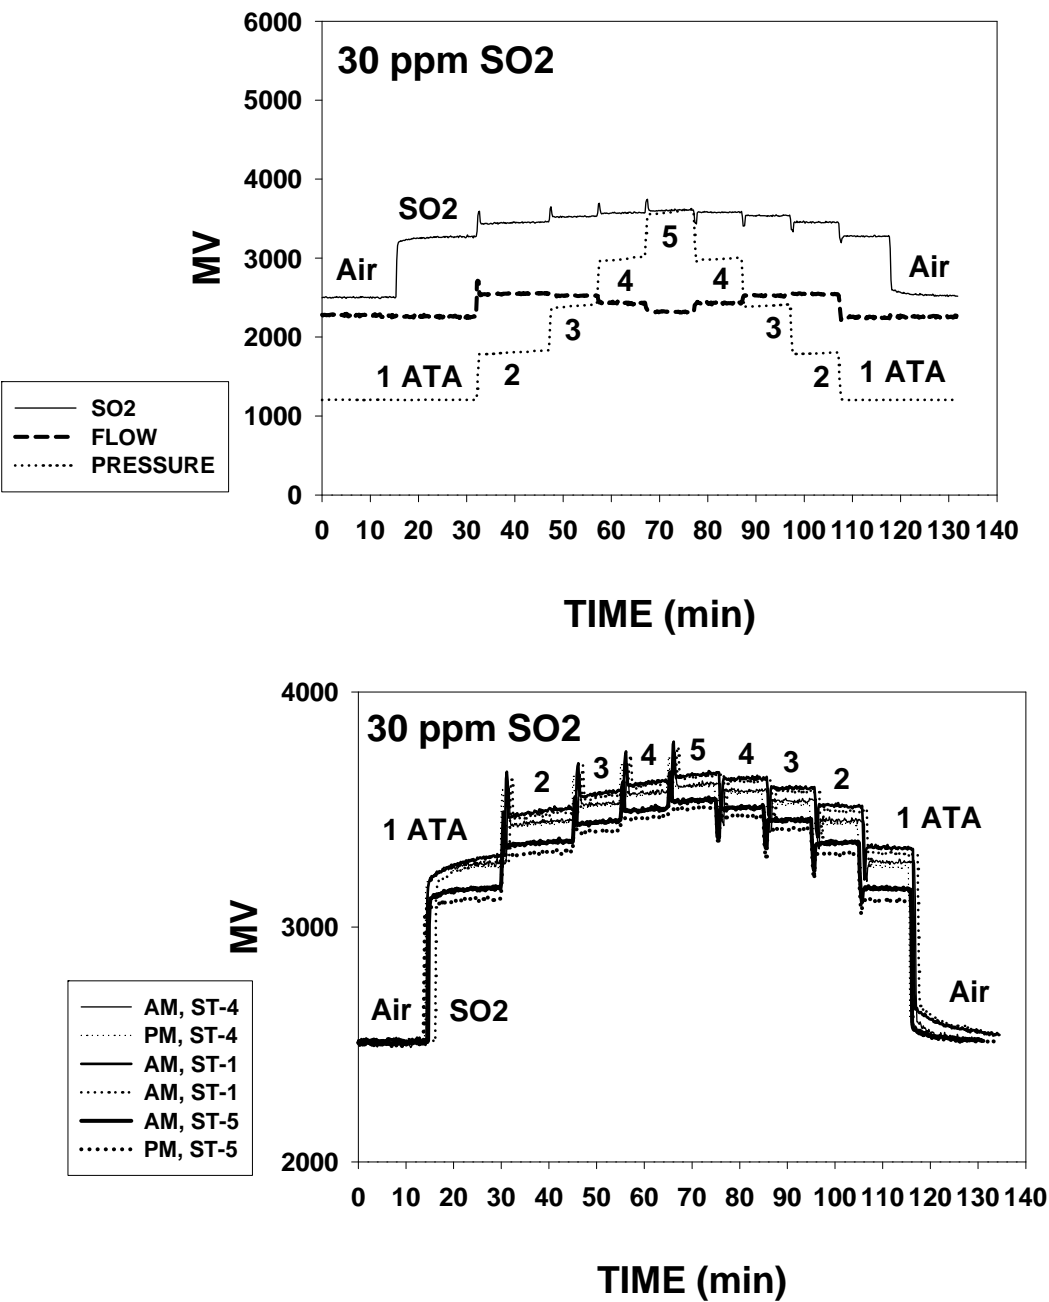 6000
30 ppm SO2
5000
4000
SO2
5
MV
3000
Air
4
4
Air
2000
3
3
1 ATA
2
2
1 ATA
SO2
FLOW
PRESSURE
1000
0
0 10 20 30 40 50 60 70 80 90 100 110 120 130 140
TIME (min)
4000
30 ppm SO2
2
3
4
5
4
3
2
1 ATA
1 ATA
MV
3000
Air
SO2
Air
AM, ST-4
PM, ST-4
AM, ST-1
AM, ST-1
AM, ST-5
PM, ST-5
2000
0 10 20 30 40 50 60 70 80 90 100 110 120 130 140
TIME (min)